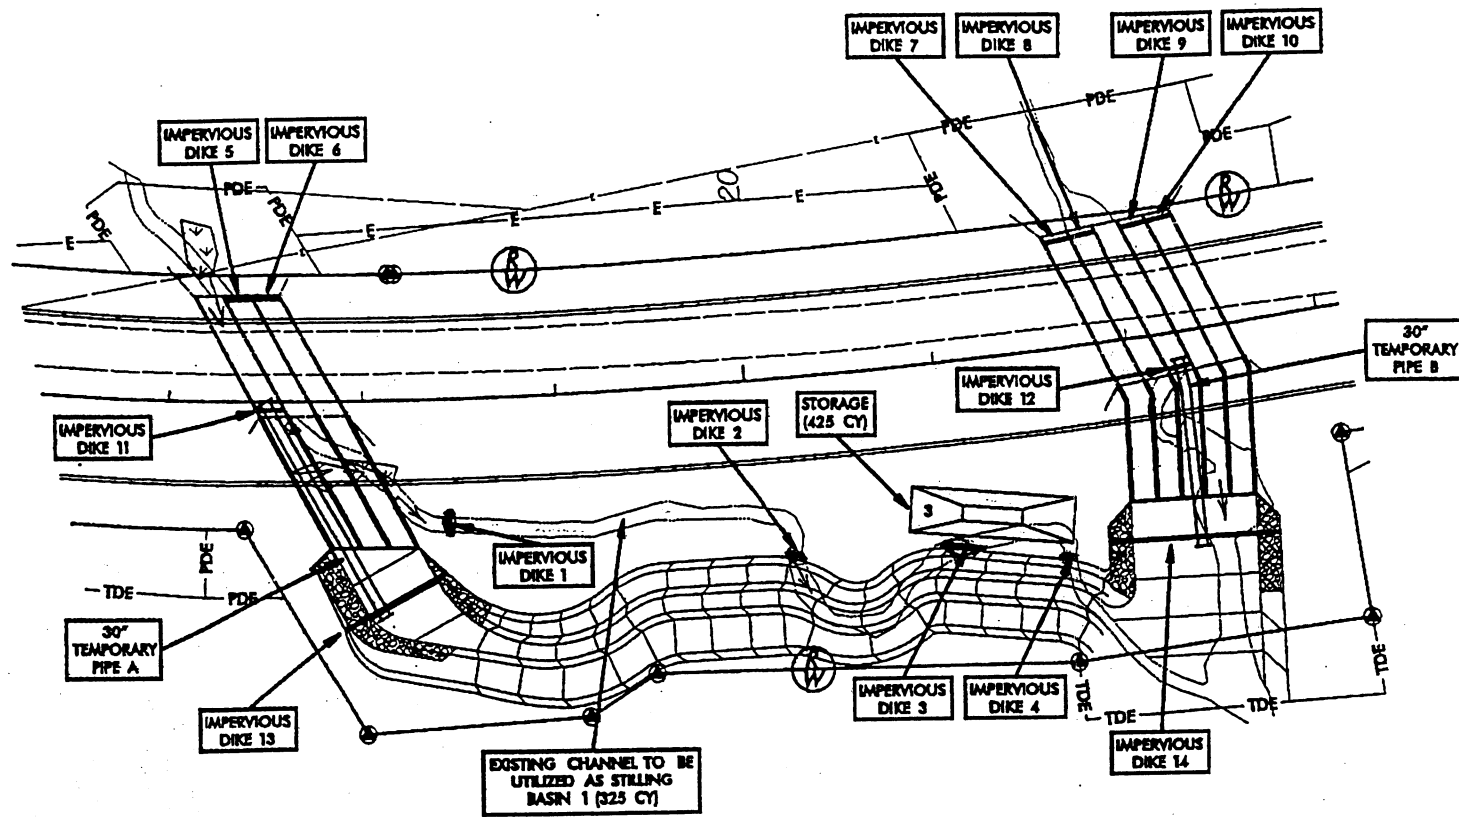 IMPERVIOUS
DIKE 7
IMPERVIOUS
DIKE 8
IMPERVIOUS
DIKE 9
IMPERVIOUS
DIKE 10
IMPERVIOUS
DIKE 5
IMPERVIOUS
DIKE 6
PDE
PDE
PDE
PDE
PDE
PDE
PDE
PDE
20
E
E
E
E
E
E
R
W
R
W
30"
TEMPORARY
PIPE B
IMPERVIOUS
DIKE 12
STORAGE
(425 CY)
IMPERVIOUS
DIKE 2
IMPERVIOUS
DIKE 11
3
IMPERVIOUS
DIKE 1
PDE
TDE
PDE
30"
TEMPORARY
PIPE A
IMPERVIOUS
DIKE 13
EXISTING CHANNEL TO BE
UTILIZED AS STILLING
BASIN 1 (325 CY)
R
W
IMPERVIOUS
DIKE 3
IMPERVIOUS
DIKE 4
TDE
TDE
TDE
TDE
IMPERVIOUS
DIKE 14